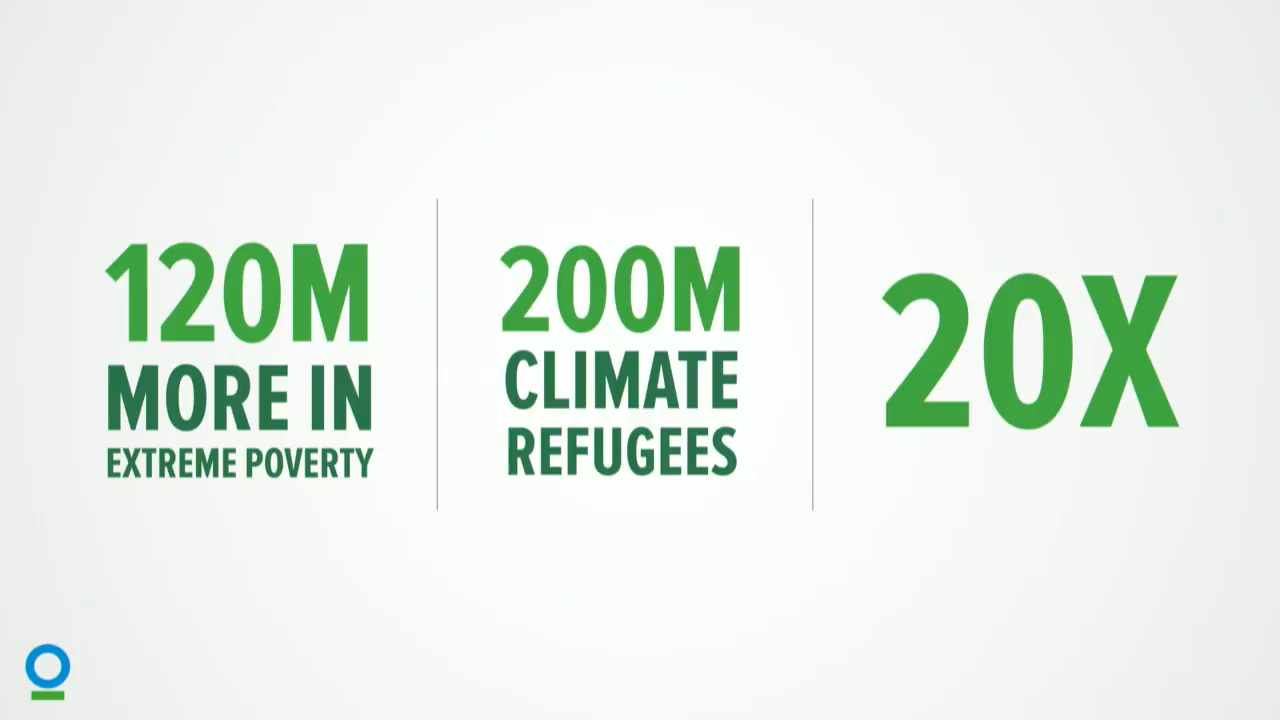 120M
MORE IN
EXTREME POVERTY
200M
CLIMATE
REFUGEES
20X